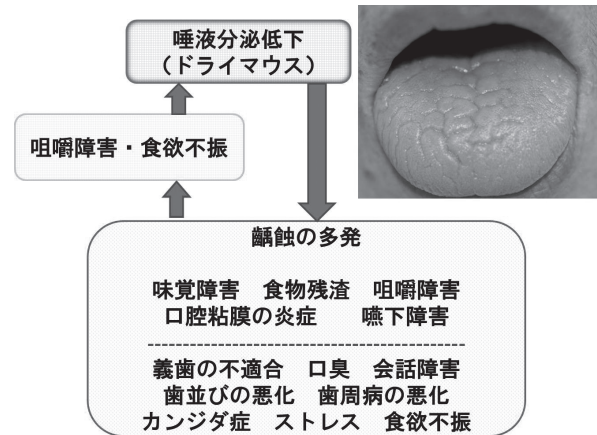 唾液分泌低下
（ドライマウス）
咀嚼障害・食欲不振
齲蝕の多発
味覚障害　食物残渣　咀嚼障害
口腔粘膜の炎症　嚥下障害
義歯の不適合　口臭　会話障害
歯並びの悪化　歯周病の悪化
カンジダ症　ストレス　食欲不振